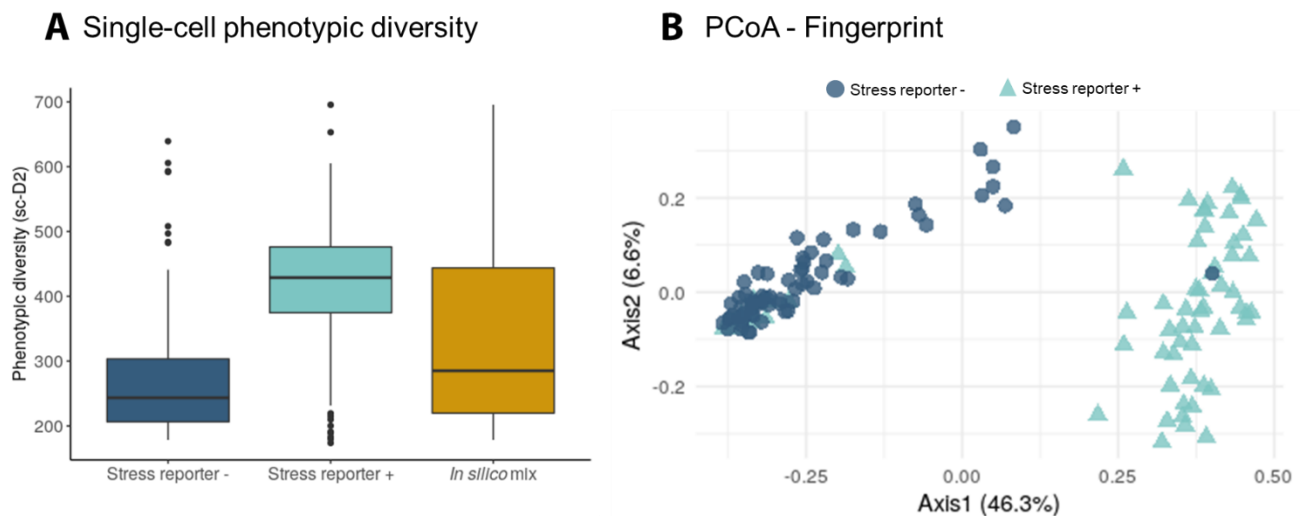 A Single-cell phenotypic diversity
Phenotypic diversity (sc-D2)
700
600
500
400
300
200
Stress reporter -
Stress reporter +
In silico mix
B PCoA - Fingerprint
Stress reporter -
Stress reporter +
Axis2 (6.6%)
0.2
0.0
-0.2
-0.25
0.00
0.25
0.50
Axis1 (46.3%)